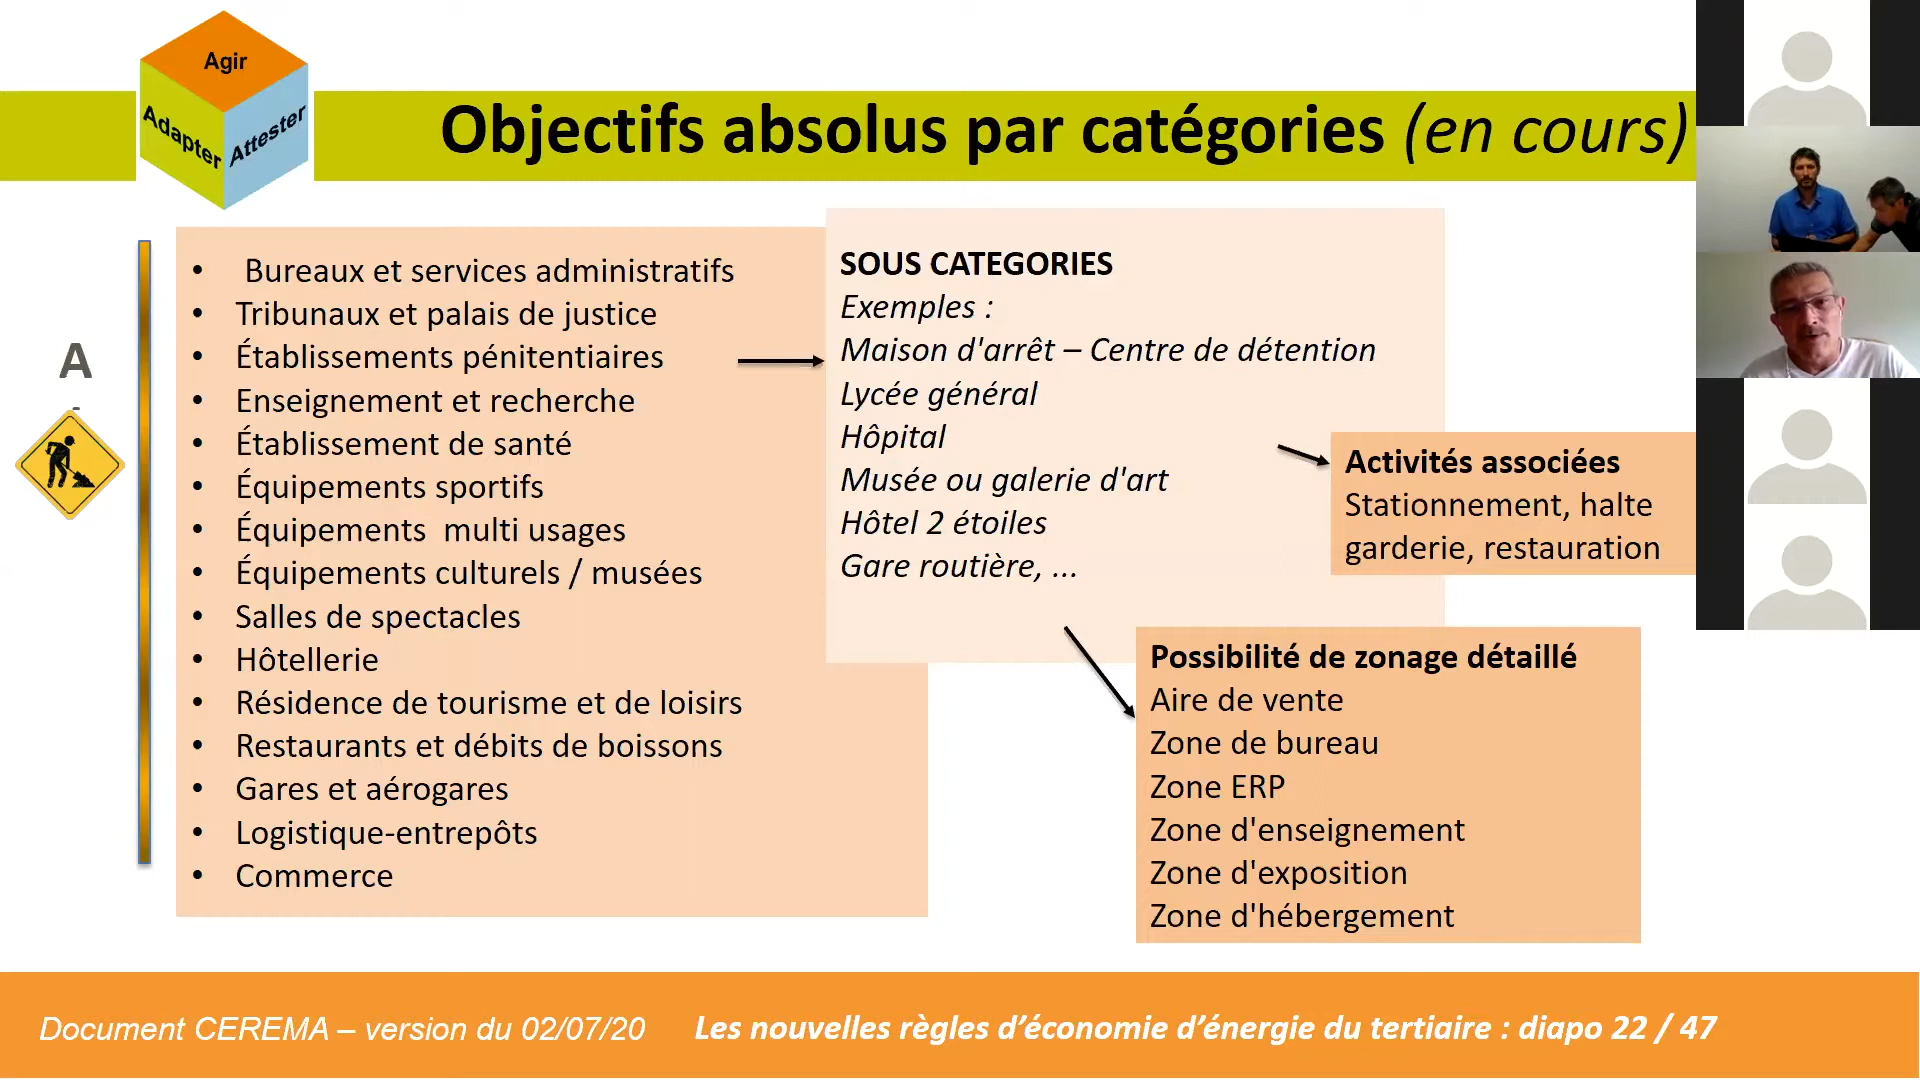 Agir
Adapter
Attester
Objectifs absolus par catégories (en cours)
A
• Bureaux et services administratifs
• Tribunaux et palais de justice
• Établissements pénitentiaires
• Enseignement et recherche
• Établissement de santé
• Équipements sportifs
• Équipements multi usages
• Équipements culturels / musées
• Salles de spectacles
• Hôtellerie
• Résidence de tourisme et de loisirs
• Restaurants et débits de boissons
• Gares et aérogares
• Logistique-entrepôts
• Commerce
SOUS CATEGORIES
Exemples :
Maison d'arrêt – Centre de détention
Lycée général
Hôpital
Musée ou galerie d'art
Hôtel 2 étoiles
Gare routière, ...
Activités associées
Stationnement, halte
garderie, restauration
Possibilité de zonage détaillé
Aire de vente
Zone de bureau
Zone ERP
Zone d'enseignement
Zone d'exposition
Zone d'hébergement
Document CEREMA – version du 02/07/20
Les nouvelles règles d’économie d’énergie du tertiaire : diapo 22 / 47